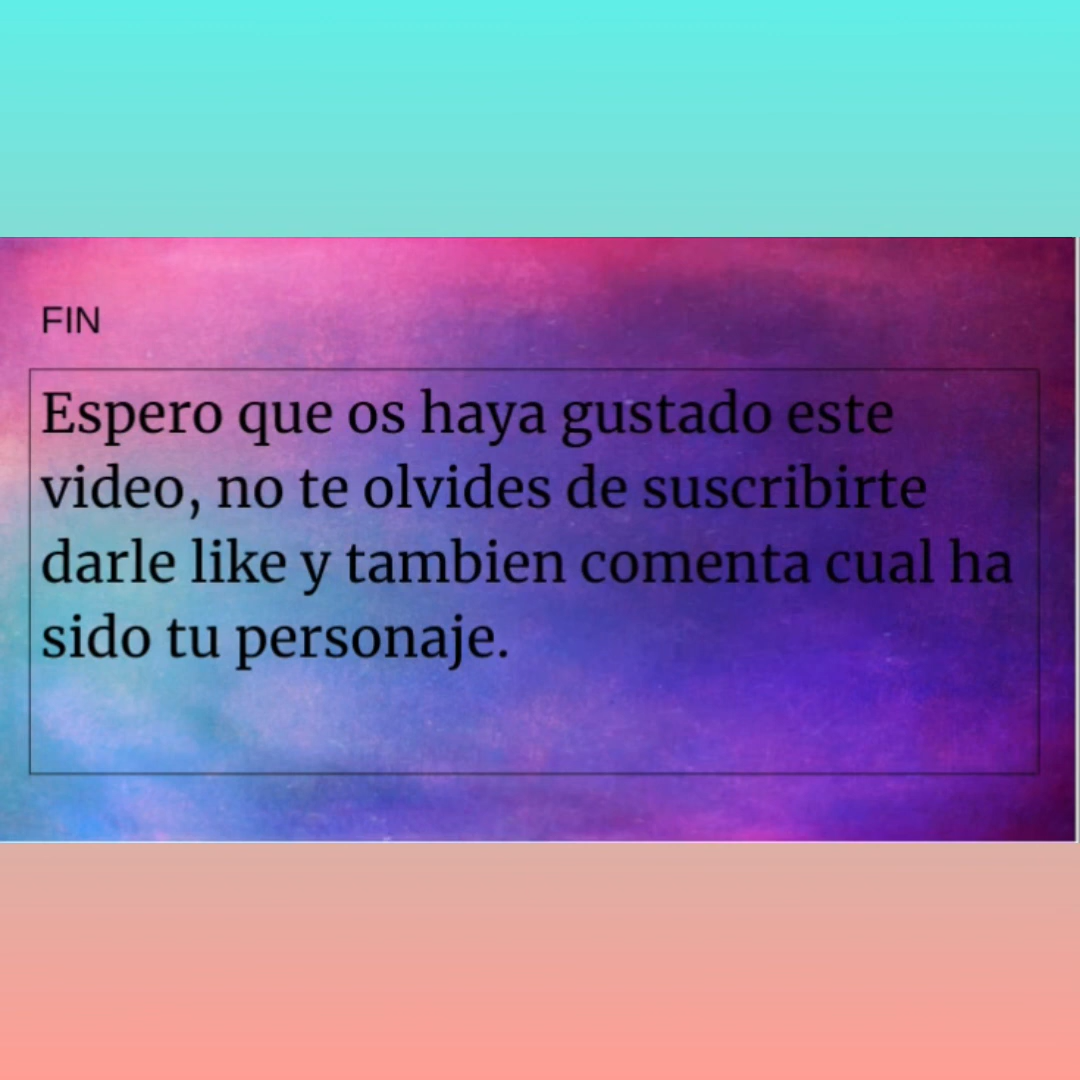 FIN
Espero que os haya gustado este
video, no te olvides de suscribirte
darle like y tambien comenta cual ha
sido tu personaje.